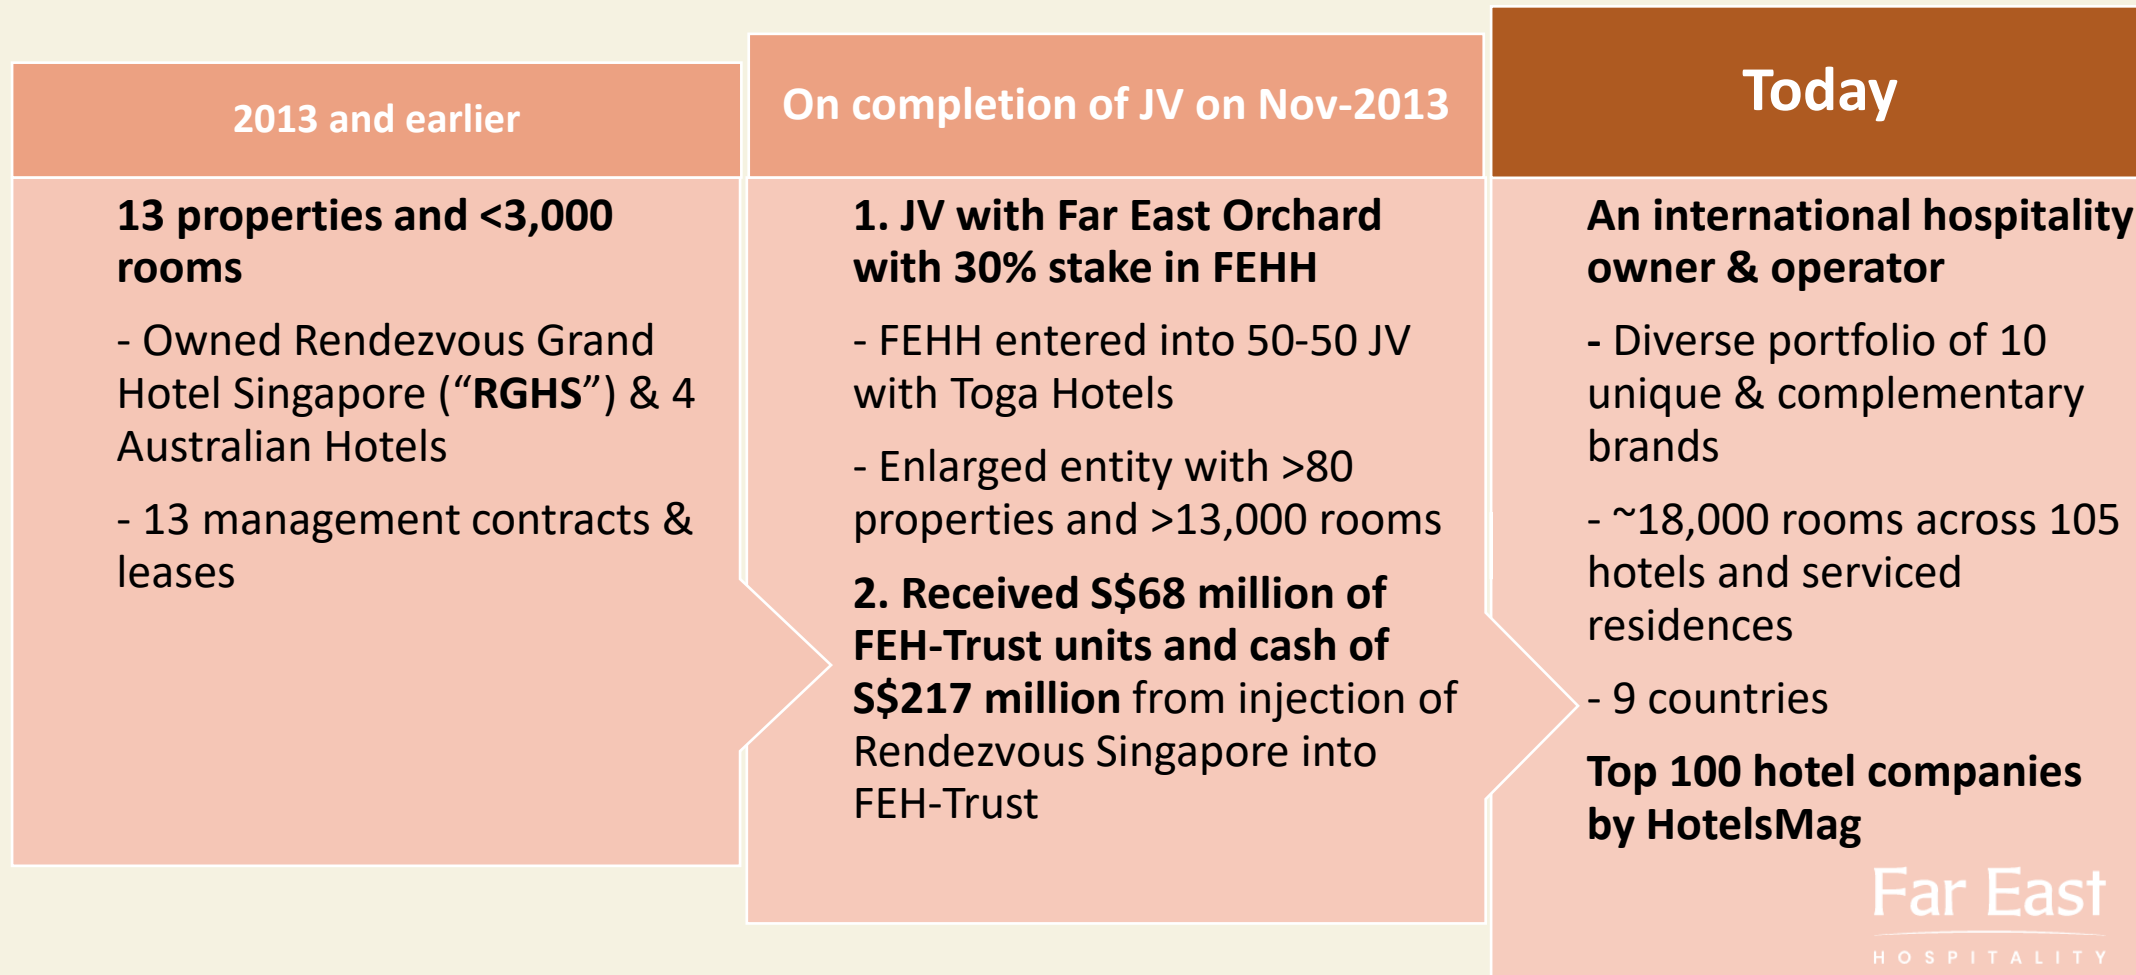 2013 and earlier
13 properties and <3,000
rooms
- Owned Rendezvous Grand
Hotel Singapore (“RGHS”) & 4
Australian Hotels
- 13 management contracts &
leases
On completion of JV on Nov-2013
1. JV with Far East Orchard
with 30% stake in FEHH
- FEHH entered into 50-50 JV
with Toga Hotels
- Enlarged entity with >80
properties and >13,000 rooms
2. Received S$68 million of
FEH-Trust units and cash of
S$217 million from injection of
Rendezvous Singapore into
FEH-Trust
Today
An international hospitality
owner & operator
- Diverse portfolio of 10
unique & complementary
brands
- ~18,000 rooms across 105
hotels and serviced
residences
- 9 countries
Top 100 hotel companies
by HotelsMag
Far East
HOSPITALITY